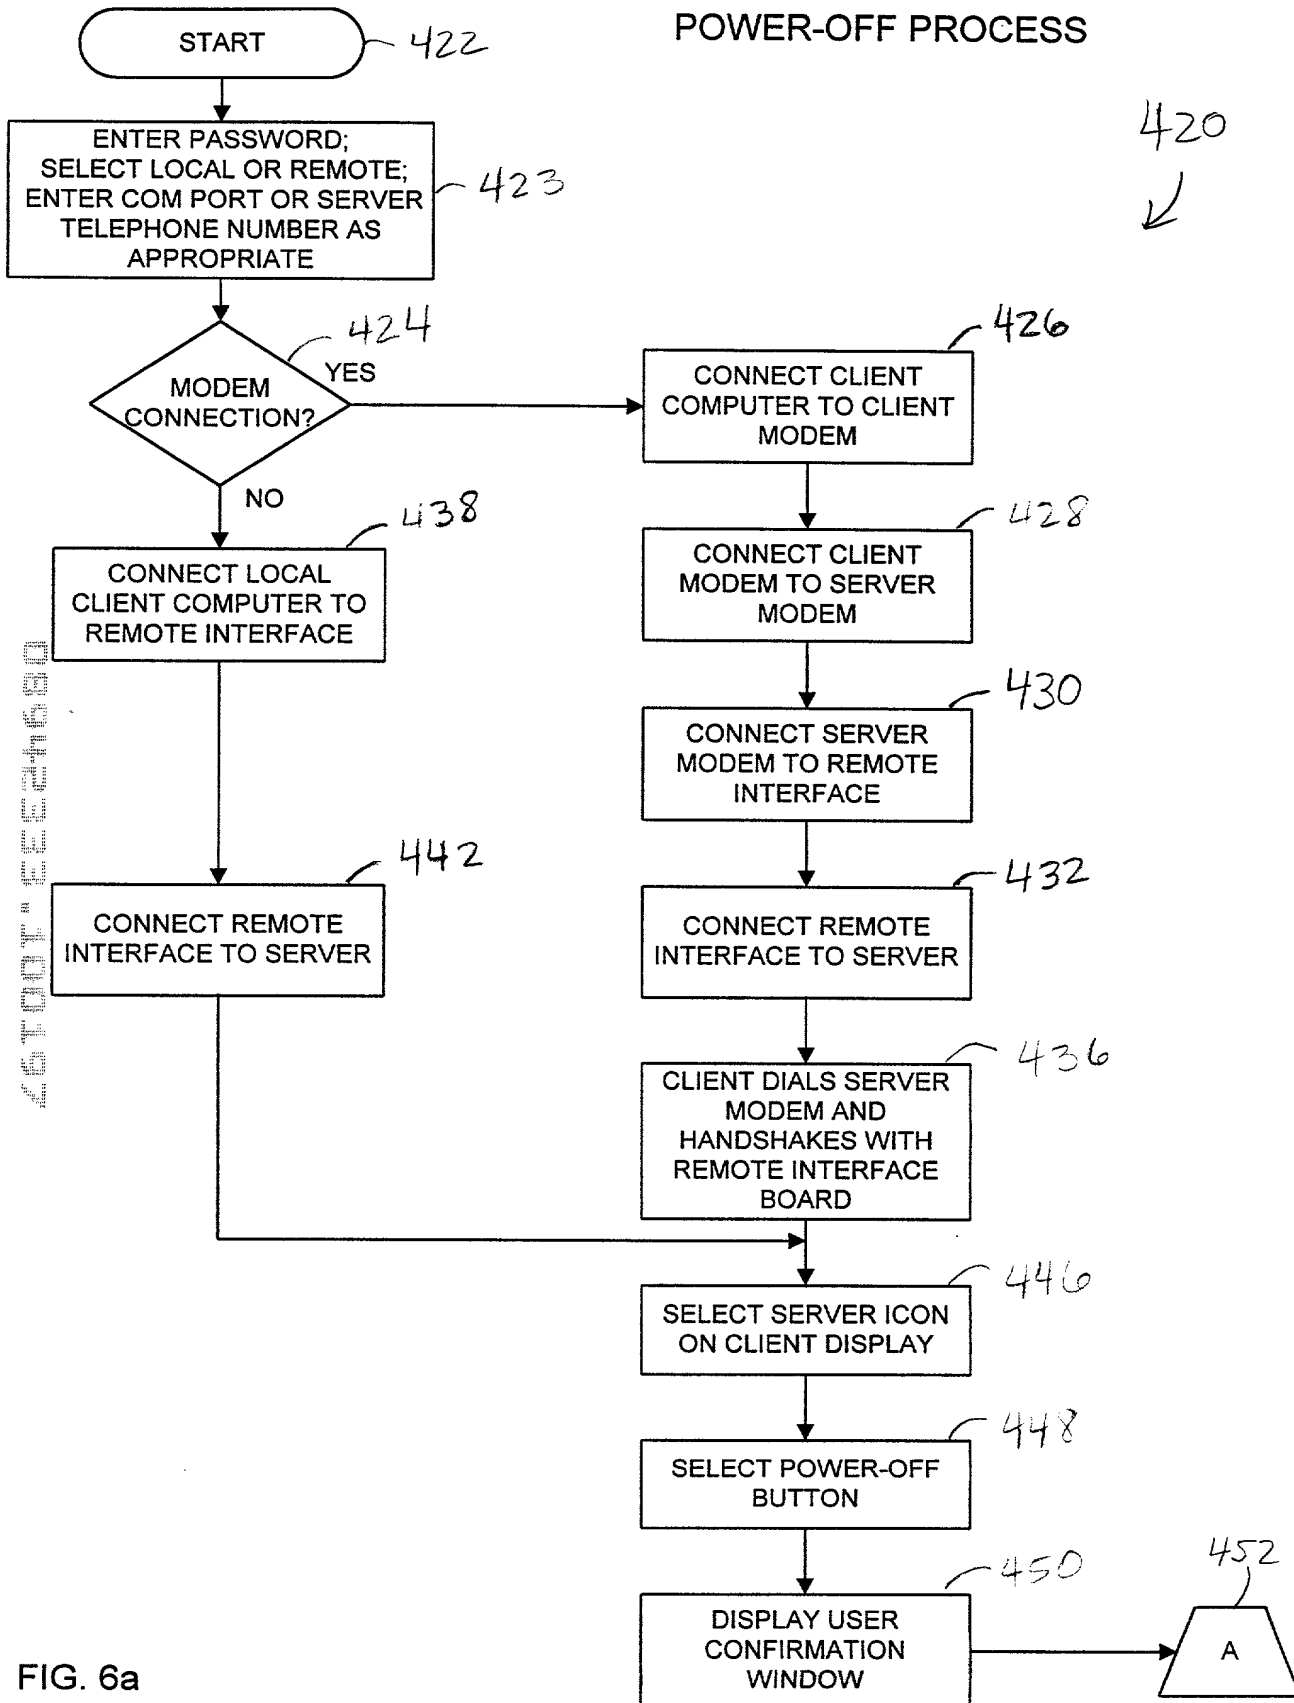 POWER-OFF PROCESS
420
START
422
ENTER PASSWORD;
SELECT LOCAL OR REMOTE;
ENTER COM PORT OR SERVER
TELEPHONE NUMBER AS
APPROPRIATE
423
424
MODEM
CONNECTION?
YES
NO
426
CONNECT CLIENT
COMPUTER TO CLIENT
MODEM
438
CONNECT LOCAL
CLIENT COMPUTER TO
REMOTE INTERFACE
428
CONNECT CLIENT
MODEM TO SERVER
MODEM
430
CONNECT SERVER
MODEM TO REMOTE
INTERFACE
442
CONNECT REMOTE
INTERFACE TO SERVER
432
CONNECT REMOTE
INTERFACE TO SERVER
436
CLIENT DIALS SERVER
MODEM AND
HANDSHAKES WITH
REMOTE INTERFACE
BOARD
446
SELECT SERVER ICON
ON CLIENT DISPLAY
448
SELECT POWER-OFF
BUTTON
450
DISPLAY USER
CONFIRMATION
WINDOW
452
A
FIG. 6a